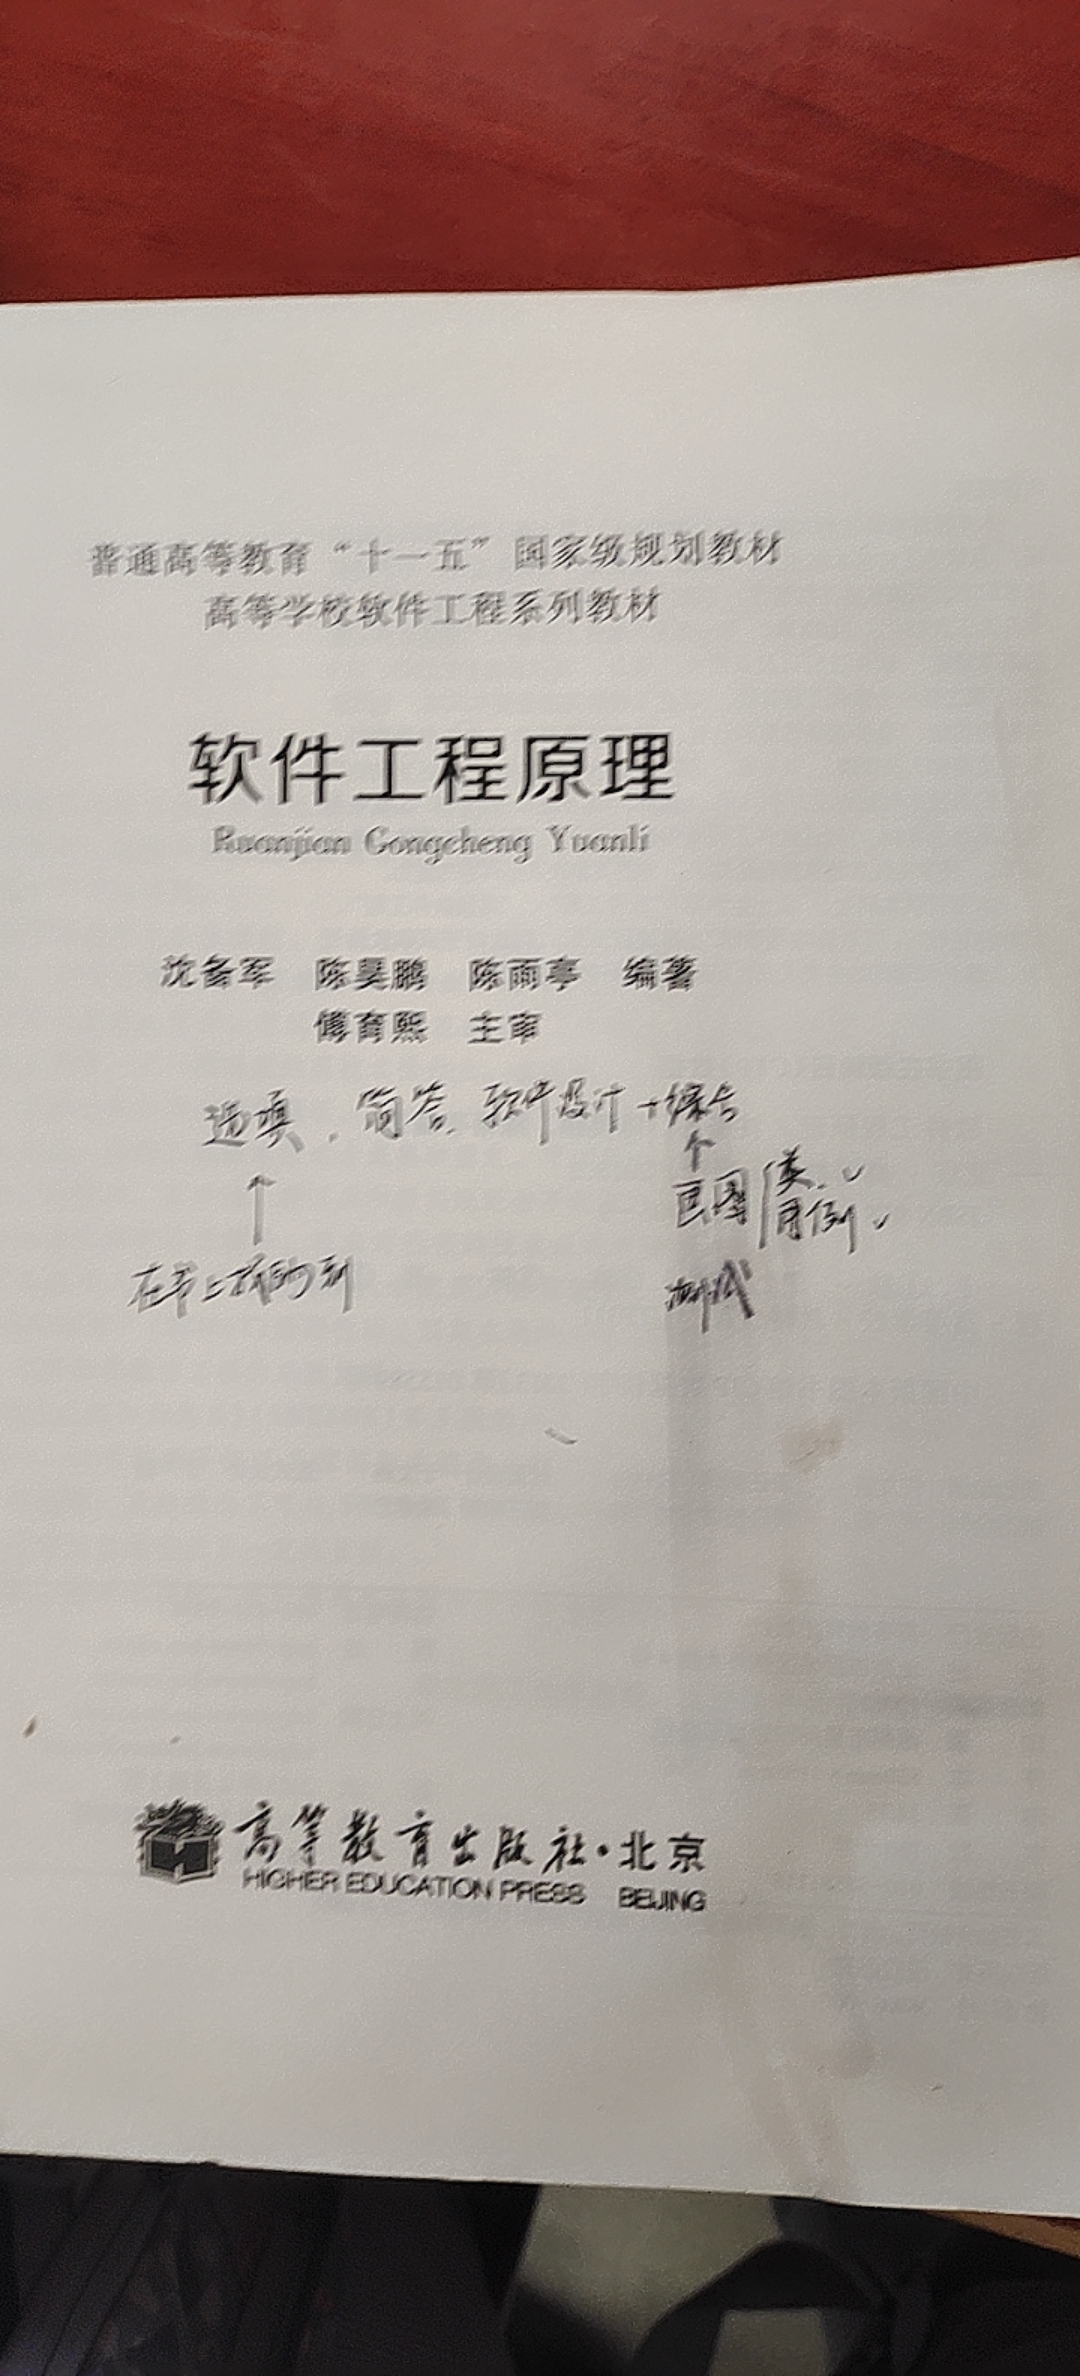 普通高等教育“十一五”国家级规划教材
高等学校软件工程系列教材
软件工程原理
Ruanjian Gongcheng Yuanli
沈备军 陈昊鹏 陈雨亭 编著
傅育熙 主审
选填、简答、软件设计+综合
↑ ↑
画图 类 ✓
用例 ✓
在书上找的到
测试
高等教育出版社·北京
HIGHER EDUCATION PRESS BEIJING